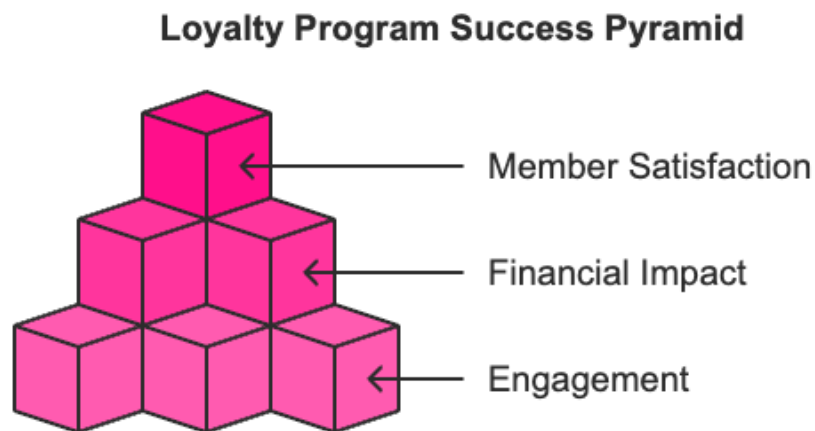 Loyalty Program Success Pyramid
Member Satisfaction
Financial Impact
Engagement